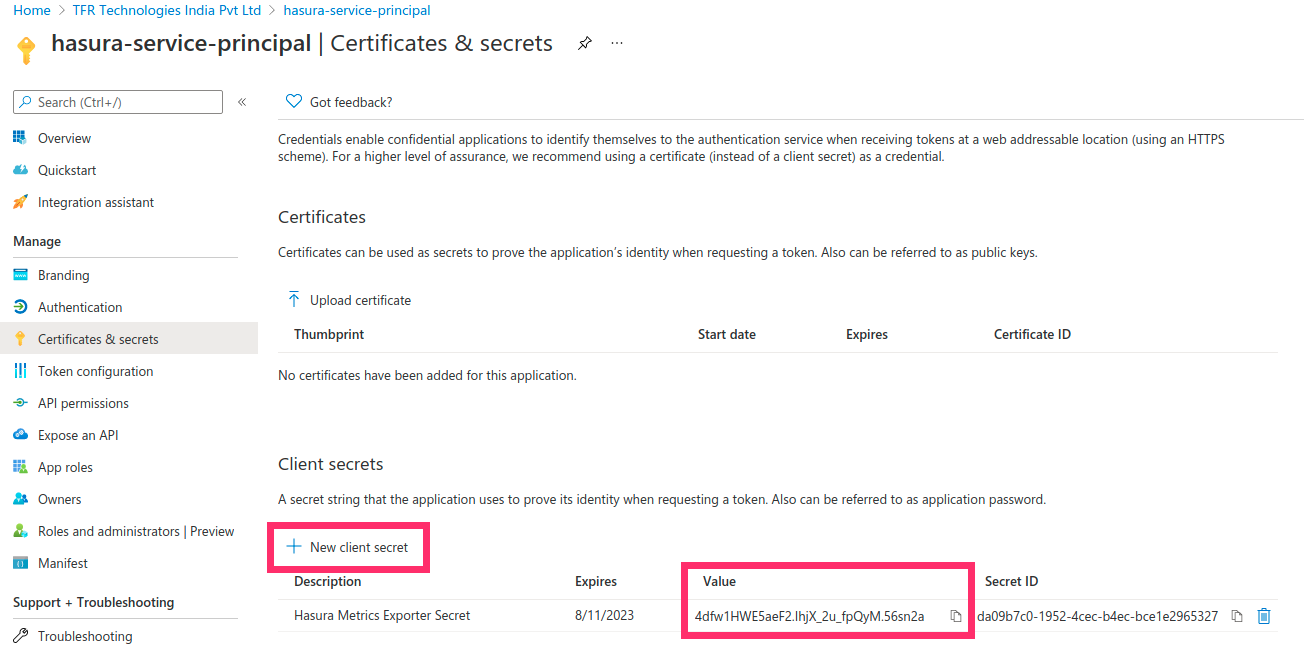 Home > TFR Technologies India Pvt Ltd > hasura-service-principal
hasura-service-principal | Certificates & secrets
Search (Ctrl+/)
Got feedback?
Overview
Quickstart
Integration assistant
Manage
Branding
Authentication
Certificates & secrets
Token configuration
API permissions
Expose an API
App roles
Owners
Roles and administrators | Preview
Manifest
Support + Troubleshooting
Troubleshooting
Credentials enable confidential applications to identify themselves to the authentication service when receiving tokens at a web addressable location (using an HTTPS
scheme). For a higher level of assurance, we recommend using a certificate (instead of a client secret) as a credential.
Certificates
Certificates can be used as secrets to prove the application's identity when requesting a token. Also can be referred to as public keys.
Upload certificate
Thumbprint Start date Expires Certificate ID
No certificates have been added for this application.
Client secrets
A secret string that the application uses to prove its identity when requesting a token. Also can be referred to as application password.
New client secret
Description Expires Value Secret ID
Hasura Metrics Exporter Secret 8/11/2023 4dfw1HWE5aeF2.IhjX_2u_fpQyM.56sn2a da09b7c0-1952-4cec-b4ec-bce1e2965327